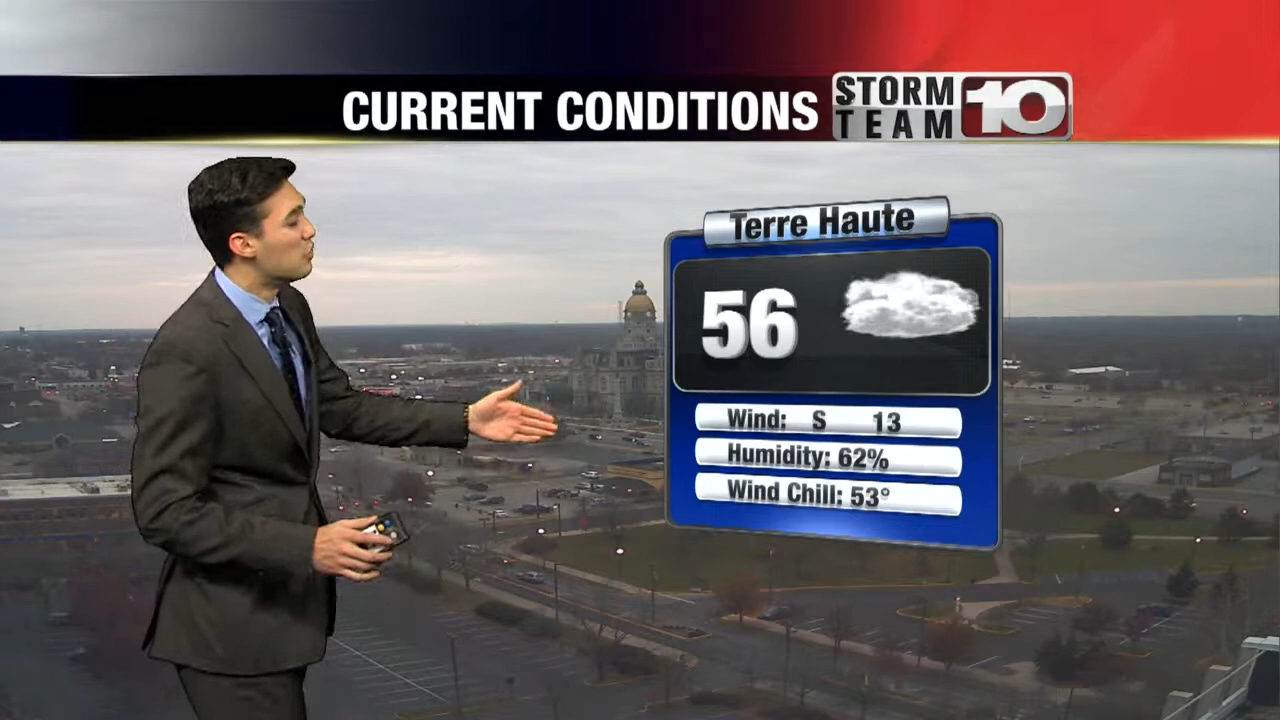 CURRENT CONDITIONS
STORM
TEAM
10
Terre Haute
56
Wind: S 13
Humidity: 62%
Wind Chill: 53°